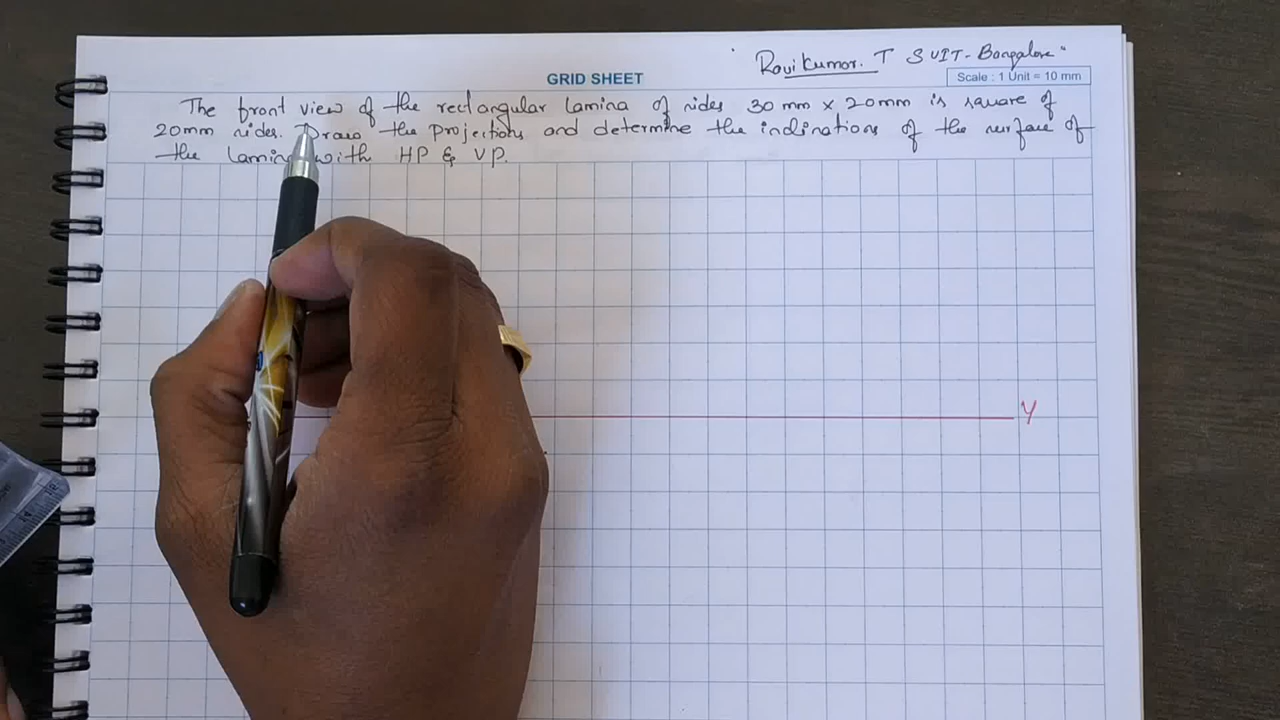 " Ravikumar. T SVIT-Bangalore "
GRID SHEET
Scale : 1 Unit = 10 mm
The front view of the rectangular lamina of sides 30 mm x 20mm is square of
20mm sides. Draw the projections and determine the inclinations of the surface of
the lamina with HP & VP.
Y